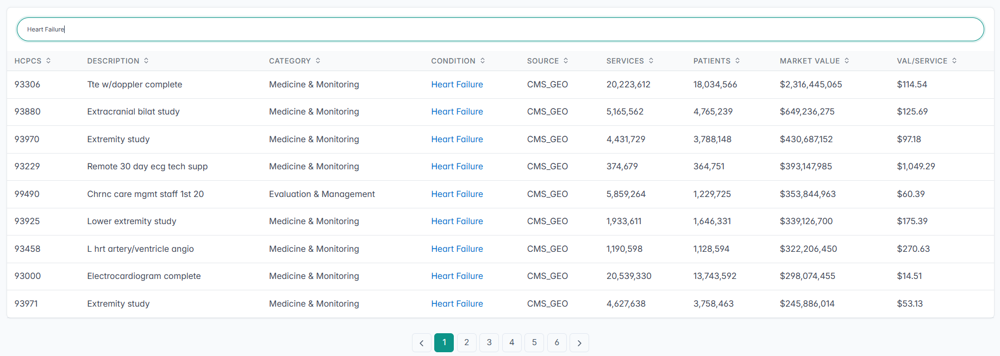 Heart Failure
HCPCS DESCRIPTION CATEGORY CONDITION SOURCE SERVICES PATIENTS MARKET VALUE VAL/SERVICE
93306 Tte w/doppler complete Medicine & Monitoring Heart Failure CMS_GEO 20,223,612 18,034,566 $2,316,445,065 $114.54
93880 Extracranial bilat study Medicine & Monitoring Heart Failure CMS_GEO 5,165,562 4,765,239 $649,236,275 $125.69
93970 Extremity study Medicine & Monitoring Heart Failure CMS_GEO 4,431,729 3,788,148 $430,687,152 $97.18
93229 Remote 30 day ecg tech supp Medicine & Monitoring Heart Failure CMS_GEO 374,679 364,751 $393,147,985 $1,049.29
99490 Chrnc care mgmt staff 1st 20 Evaluation & Management Heart Failure CMS_GEO 5,859,264 1,229,725 $353,844,963 $60.39
93925 Lower extremity study Medicine & Monitoring Heart Failure CMS_GEO 1,933,611 1,646,331 $339,126,700 $175.39
93458 L hrt artery/ventricle angio Medicine & Monitoring Heart Failure CMS_GEO 1,190,598 1,128,594 $322,206,450 $270.63
93000 Electrocardiogram complete Medicine & Monitoring Heart Failure CMS_GEO 20,539,330 13,743,592 $298,074,455 $14.51
93971 Extremity study Medicine & Monitoring Heart Failure CMS_GEO 4,627,638 3,758,463 $245,886,014 $53.13
1 2 3 4 5 6